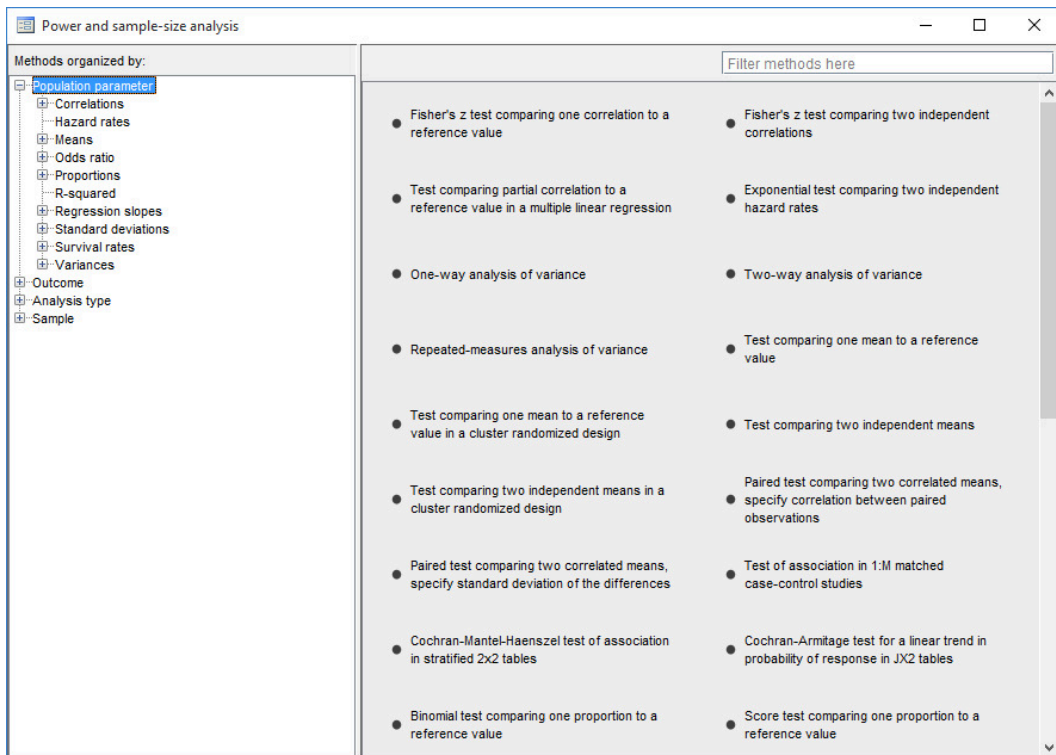 Power and sample-size analysis
Methods organized by:
Filter methods here
Population parameter
Correlations
Hazard rates
Means
Odds ratio
Proportions
R-squared
Regression slopes
Standard deviations
Survival rates
Variances
Outcome
Analysis type
Sample
Fisher's z test comparing one correlation to a
reference value
Fisher's z test comparing two independent
correlations
Test comparing partial correlation to a
reference value in a multiple linear regression
Exponential test comparing two independent
hazard rates
One-way analysis of variance
Two-way analysis of variance
Repeated-measures analysis of variance
Test comparing one mean to a reference
value
Test comparing one mean to a reference
value in a cluster randomized design
Test comparing two independent means
Test comparing two independent means in a
cluster randomized design
Paired test comparing two correlated means,
specify correlation between paired
observations
Paired test comparing two correlated means,
specify standard deviation of the differences
Test of association in 1:M matched
case-control studies
Cochran-Mantel-Haenszel test of association
in stratified 2x2 tables
Cochran-Armitage test for a linear trend in
probability of response in JX2 tables
Binomial test comparing one proportion to a
reference value
Score test comparing one proportion to a
reference value